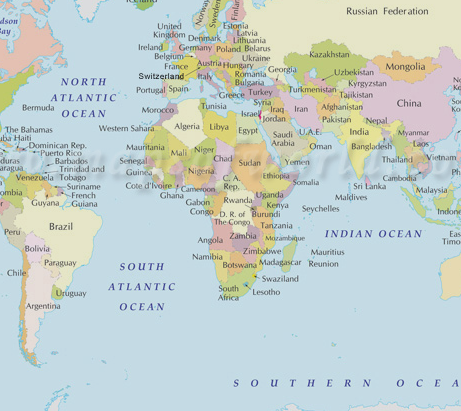 Iceland
Norway
Sweden
Finland
Russian Federation
dson
Bay
United
Kingdom
Estonia
Latvia
Lithuania
Denmark
Ireland
Germany
Poland
Belarus
Belgium
Ukraine
Kazakhstan
France
Austria
Hungary
Mongolia
Switzerland
Italy
Romania
Bulgaria
Georgia
Uzbekistan
Kyrgyzstan
Portugal
Spain
Greece
Turkey
Turkmenistan
Tajikistan
NORTH
ATLANTIC
OCEAN
Tunisia
Syria
Iraq
Iran
Afghanistan
China
Bermuda
Morocco
Israel
Jordan
Pakistan
Algeria
Libya
Egypt
Saudi
Arabia
U.A.E.
Nepal
Western Sahara
India
Myanmar
The Bahamas
Haiti
Dominican Rep.
Puerto Rico
Barbados
Trinidad and
Tobago
Mauritania
Mali
Niger
Oman
Bangladesh
Laos
Senegal
Chad
Sudan
Yemen
Thailand
Guinea
Nigeria
Venezuela
Suriname
French
Guiana
Guyana
Cote d'Ivoire
Ghana
C. A.
Rep.
Ethiopia
Somalia
Cambodia
Sri Lanka
Maldives
Malaysia
Cameroon
Uganda
Kenya
Gabon
Congo
Rwanda
Burundi
Seychelles
Indonesia
D. R. of
The Congo
Tanzania
Peru
Brazil
Angola
Zambia
Mozambique
INDIAN OCEAN
Bolivia
Namibia
Zimbabwe
Mauritius
Reunion
Madagascar
Botswana
Paraguay
SOUTH
ATLANTIC
OCEAN
Chile
Swaziland
South
Africa
Lesotho
Uruguay
Argentina
SOUTHERN OCEA